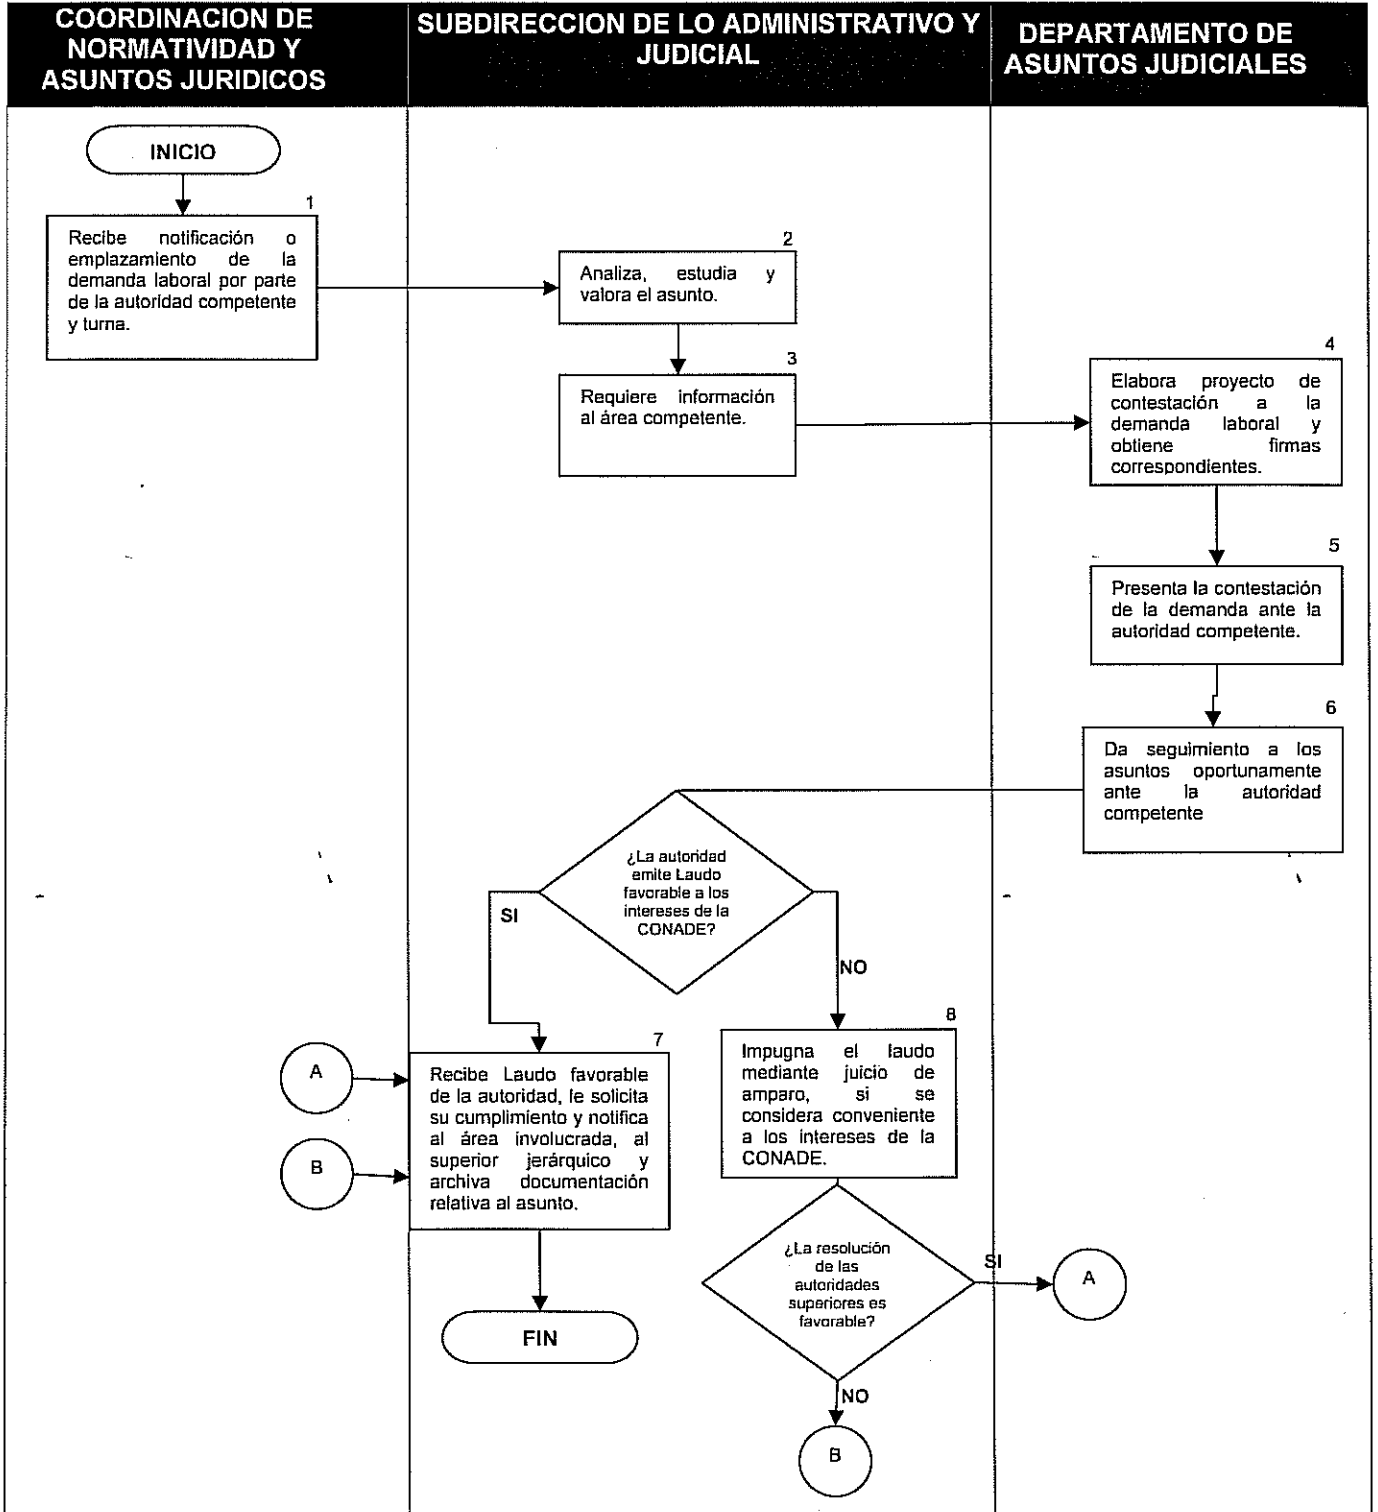 COORDINACION DE
NORMATIVIDAD Y
ASUNTOS JURIDICOS
SUBDIRECCION DE LO ADMINISTRATIVO Y
JUDICIAL
DEPARTAMENTO DE
ASUNTOS JUDICIALES
INICIO
1
Recibe notificación o
emplazamiento de la
demanda laboral por parte
de la autoridad competente
y turna.
2
Analiza, estudia y
valora el asunto.
3
Requiere información
al área competente.
4
Elabora proyecto de
contestación a la
demanda laboral y
obtiene firmas
correspondientes.
5
Presenta la contestación
de la demanda ante la
autoridad competente.
6
Da seguimiento a los
asuntos oportunamente
ante la autoridad
competente
¿La autoridad
emite Laudo
favorable a los
intereses de la
CONADE?
SI
NO
7
Recibe Laudo favorable
de la autoridad, le solicita
su cumplimiento y notifica
al área involucrada, al
superior jerárquico y
archiva documentación
relativa al asunto.
A
B
8
Impugna el laudo
mediante juicio de
amparo, si se
considera conveniente
a los intereses de la
CONADE.
¿La resolución
de las
autoridades
superiores es
favorable?
SI
A
FIN
NO
B